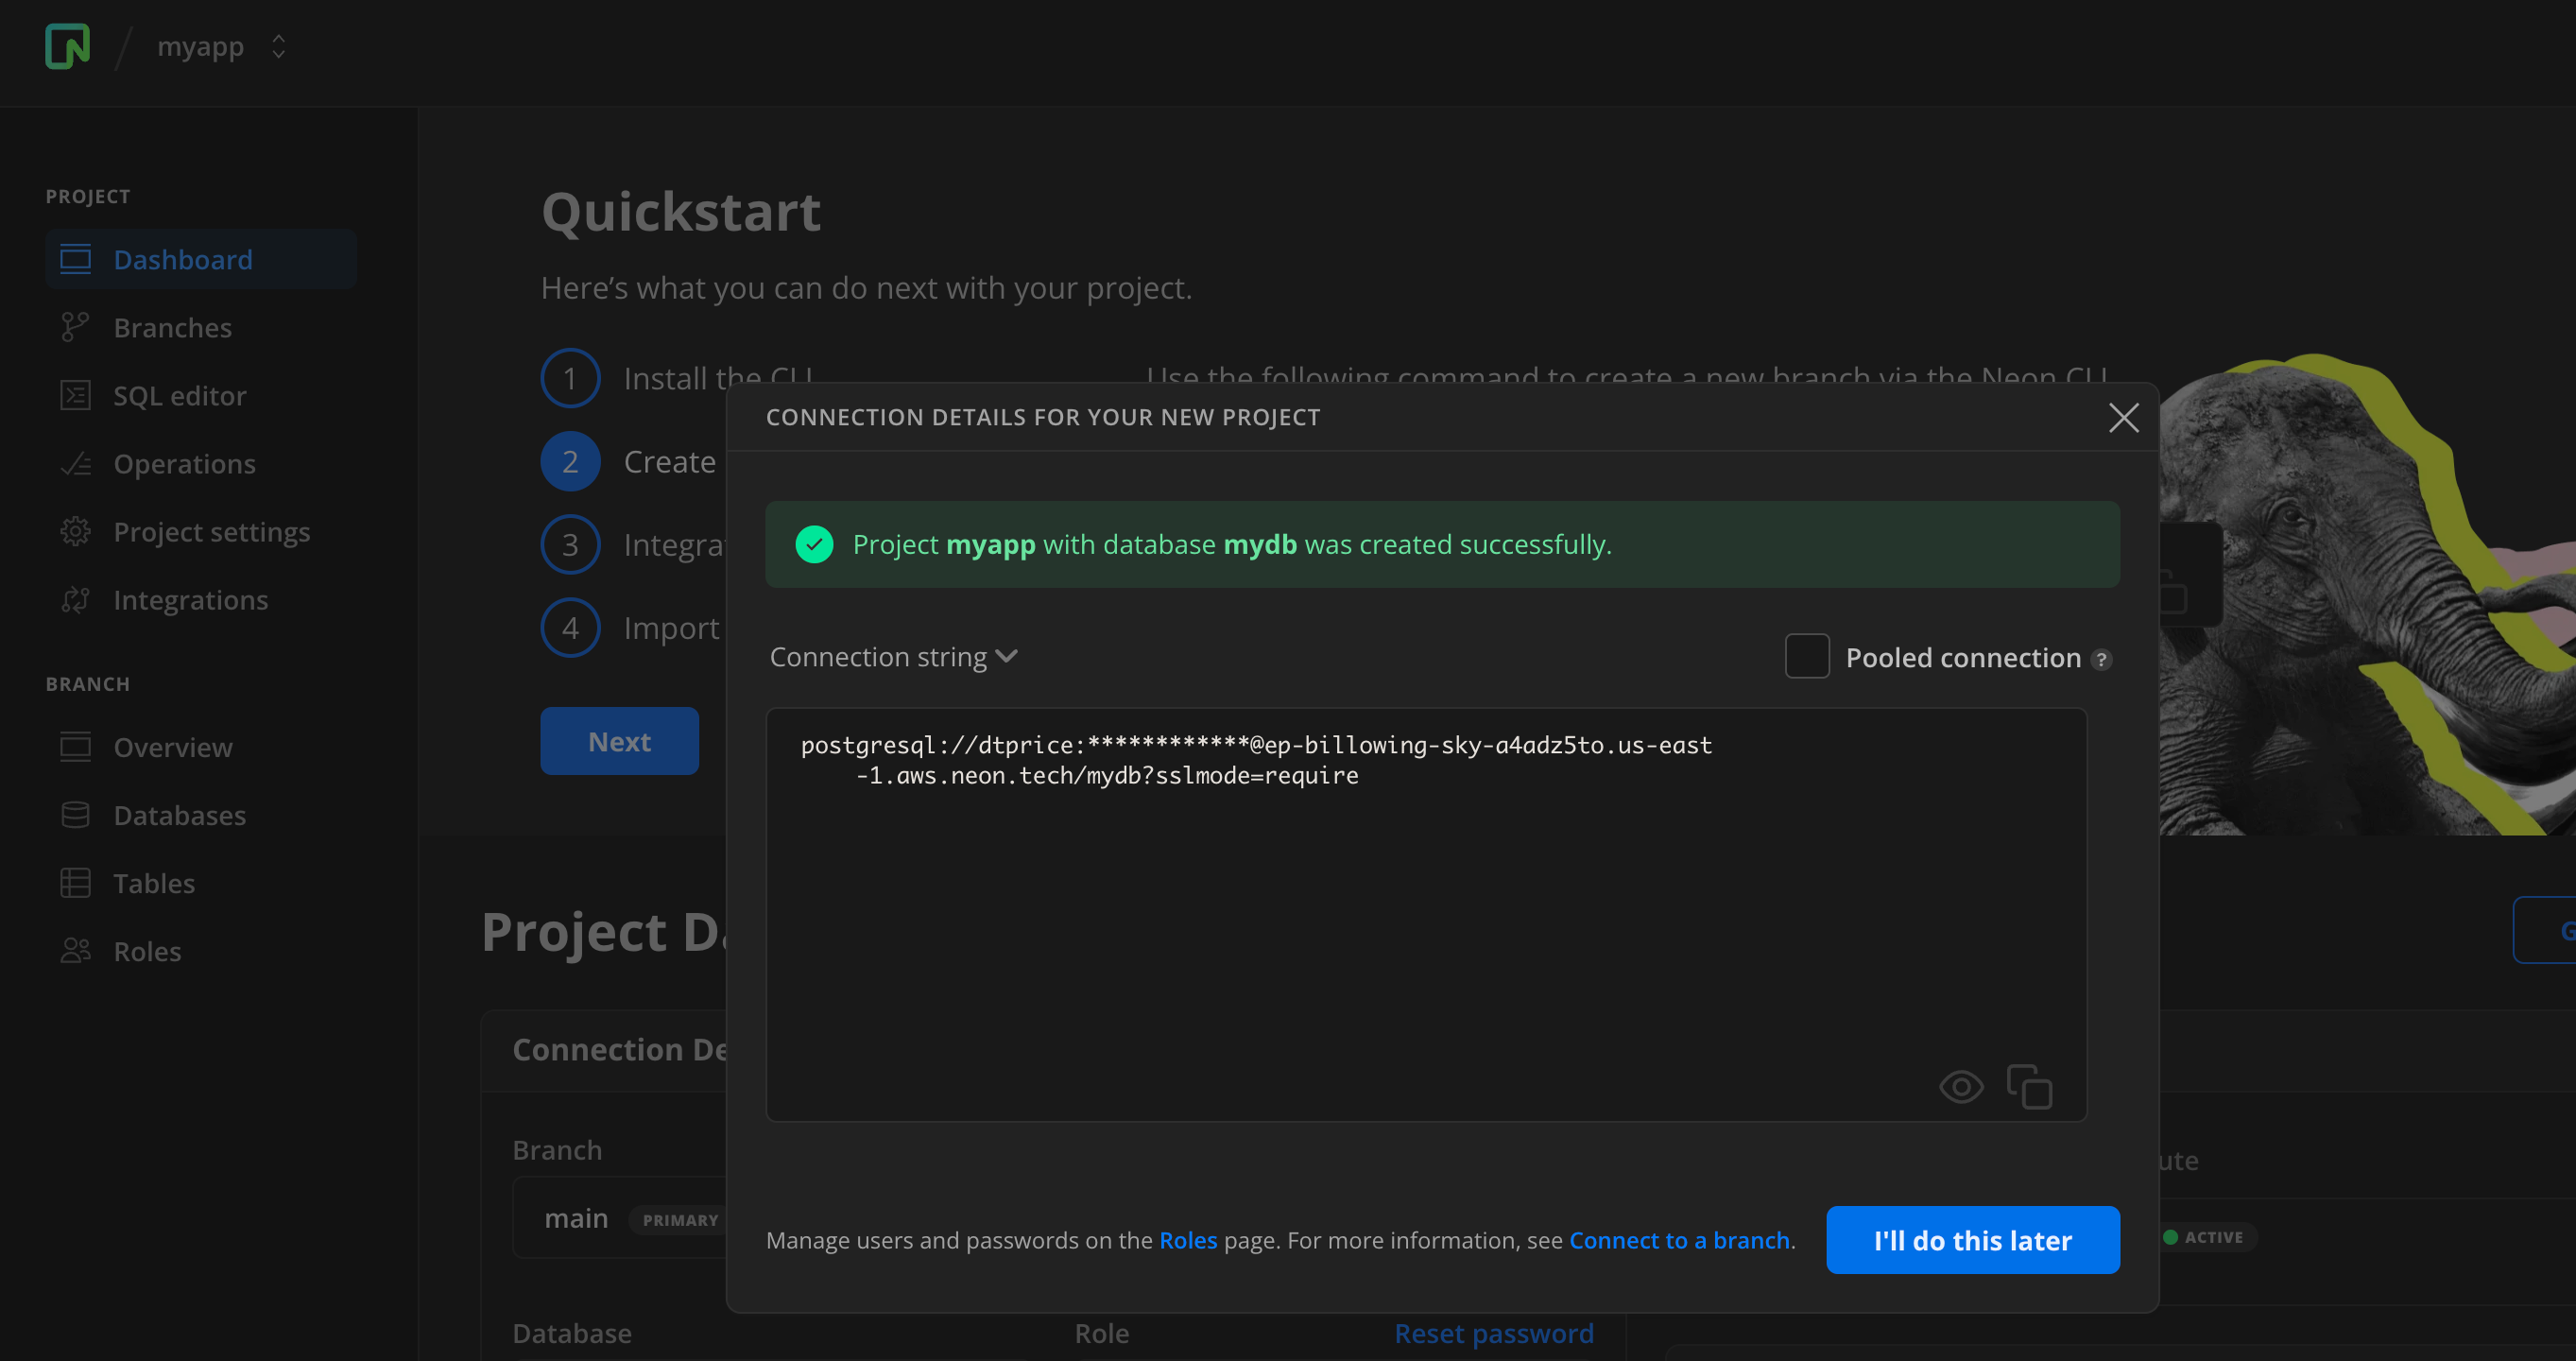 myapp
PROJECT
Dashboard
Branches
SQL editor
Operations
Project settings
Integrations
BRANCH
Overview
Databases
Tables
Roles
Quickstart
Here’s what you can do next with your project.
1 Install the CLI
Use the following command to create a new branch via the Neon CLI
2 Create
3
4 Import
Next
CONNECTION DETAILS FOR YOUR NEW PROJECT
Project myapp with database mydb was created successfully.
Connection string
Pooled connection ?
postgresql://dtprice:************@ep-billowing-sky-a4adz5to.us-east
-1.aws.neon.tech/mydb?sslmode=require
Manage users and passwords on the Roles page. For more information, see Connect to a branch.
I'll do this later
Project
Connection
Branch
main PRIMARY
ACTIVE
Database
Role
Reset password